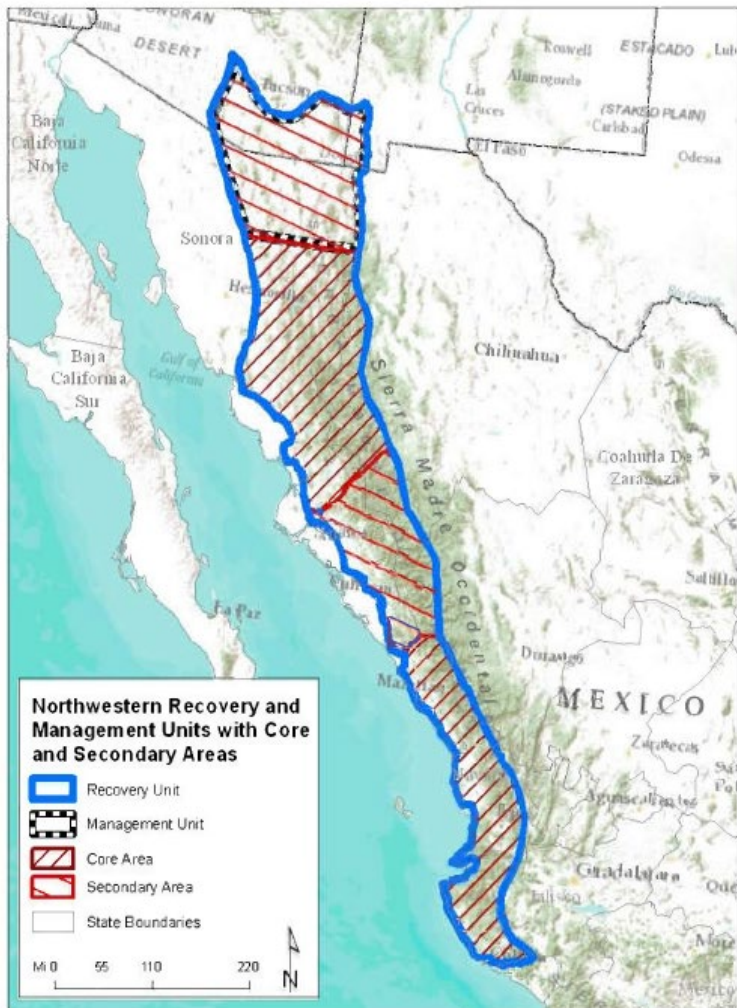 SONORAN
DESERT
Yuma
Tucson
Roswell
ESTACADO
Alamogordo
Las
Cruces
(STAKED PLAIN)
Carlsbad
El Paso
Odessa
Baja
California
Norte
Sonora
Gulf of
California
Chihuahua
Baja
California
Sur
Sierra Madre Occidental
Coahuila De
Zaragoza
Saltillo
La Paz
Durango
MEXICO
Zacatecas
Aguascalientes
Guadalajara
Jalisco
Northwestern Recovery and
Management Units with Core
and Secondary Areas
Recovery Unit
Management Unit
Core Area
Secondary Area
State Boundaries
Mi 0 55 110 220
N